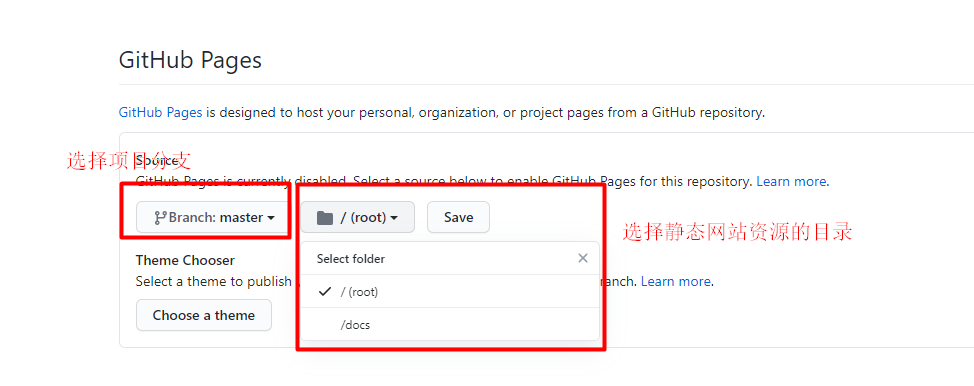 GitHub Pages
GitHub Pages is designed to host your personal, organization, or project pages from a GitHub repository.
选择项目分支
Source
GitHub Pages is currently disabled. Select a source below to enable GitHub Pages for this repository. Learn more.
Branch: master
/ (root)
Save
选择静态网站资源的目录
Select folder
/ (root)
/docs
Theme Chooser
Select a theme to publish
ranch. Learn more.
Choose a theme